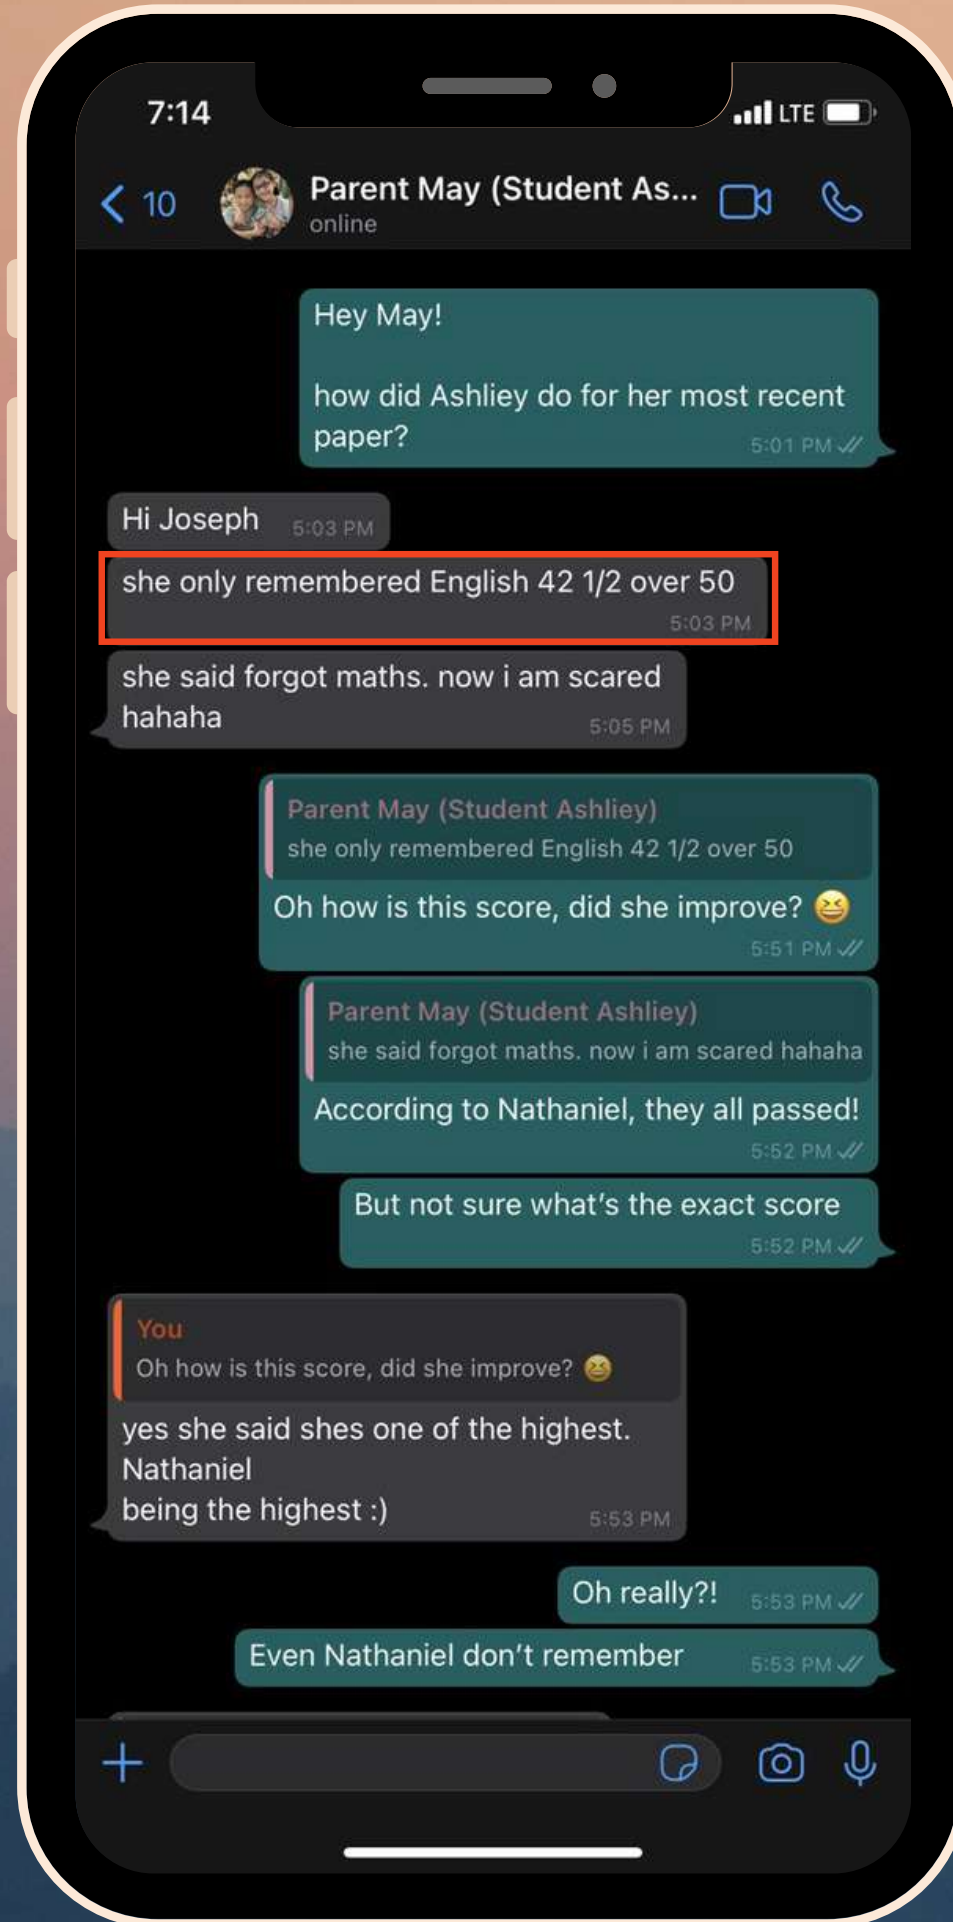 7:14
LTE
10
Parent May (Student As...
online
Hey May!
how did Ashliey do for her most recent
paper?
5:01 PM
Hi Joseph
5:03 PM
she only remembered English 42 1/2 over 50
5:03 PM
she said forgot maths. now i am scared
hahaha
5:05 PM
Parent May (Student Ashliey)
she only remembered English 42 1/2 over 50
Oh how is this score, did she improve? 😆
5:51 PM
Parent May (Student Ashliey)
she said forgot maths. now i am scared hahaha
According to Nathaniel, they all passed!
5:52 PM
But not sure what’s the exact score
5:52 PM
You
Oh how is this score, did she improve? 😆
yes she said shes one of the highest.
Nathaniel
being the highest :)
5:53 PM
Oh really?!
5:53 PM
Even Nathaniel don’t remember
5:53 PM